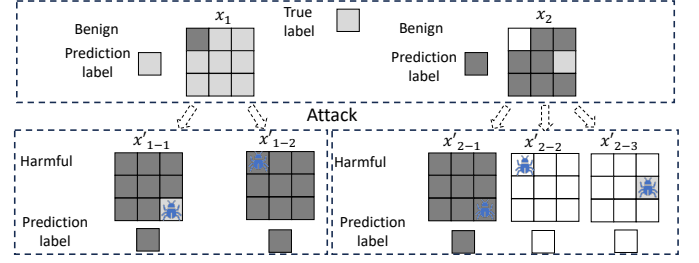 x₁
True
label
x₂
Benign
Prediction
label
Benign
Prediction
label
Attack
Harmful
x′₁₋₁
x′₁₋₂
Prediction
label
Harmful
x′₂₋₁
x′₂₋₂
x′₂₋₃
Prediction
label